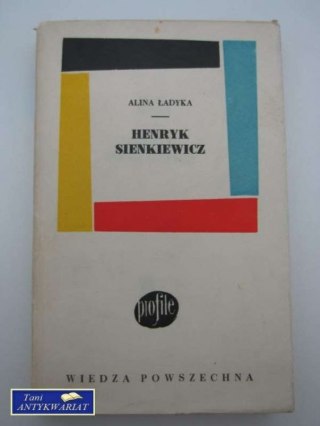 ALINA ŁADYKA
HENRYK
SIENKIEWICZ
profile
WIEDZA POWSZECHNA
Tani
ANTYKWARIAT